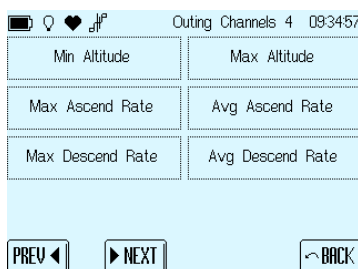 Outing Channels 4 09:34:57
Min Altitude Max Altitude
Max Ascend Rate Avg Ascend Rate
Max Descend Rate Avg Descend Rate
PREV NEXT BACK